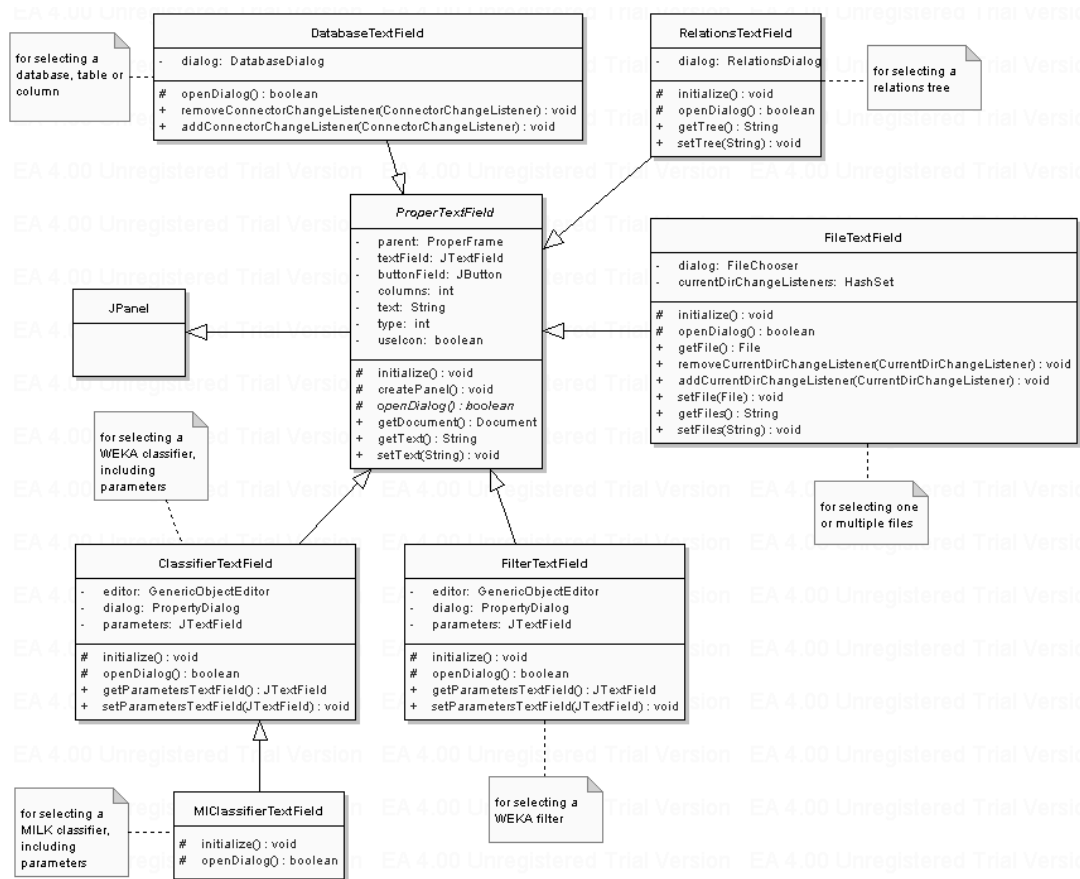 for selecting a
database, table or
column
DatabaseTextField
- dialog: DatabaseDialog
# openDialog() : boolean
+ removeConnectorChangeListener(ConnectorChangeListener) : void
+ addConnectorChangeListener(ConnectorChangeListener) : void
RelationsTextField
- dialog: RelationsDialog
# initialize() : void
# openDialog() : boolean
+ getTree() : String
+ setTree(String) : void
for selecting a
relations tree
ProperTextField
- parent: ProperFrame
- textField: JTextField
- buttonField: JButton
- columns: int
- text: String
- type: int
- useIcon: boolean
# initialize() : void
# createPanel() : void
# openDialog() : boolean
+ getDocument() : Document
+ getText() : String
+ setText(String) : void
FileTextField
- dialog: FileChooser
- currentDirChangeListeners: HashSet
# initialize() : void
# openDialog() : boolean
+ getFile() : File
+ removeCurrentDirChangeListener(CurrentDirChangeListener) : void
+ addCurrentDirChangeListener(CurrentDirChangeListener) : void
+ setFile(File) : void
+ getFiles() : String
+ setFiles(String) : void
JPanel
for selecting a
WEKA classifier,
including
parameters
for selecting one
or multiple files
ClassifierTextField
- editor: GenericObjectEditor
- dialog: PropertyDialog
- parameters: JTextField
# initialize() : void
# openDialog() : boolean
+ getParametersTextField() : JTextField
+ setParametersTextField(JTextField) : void
FilterTextField
- editor: GenericObjectEditor
- dialog: PropertyDialog
- parameters: JTextField
# initialize() : void
# openDialog() : boolean
+ getParametersTextField() : JTextField
+ setParametersTextField(JTextField) : void
for selecting a
MILK classifier,
including
parameters
MIClassifierTextField
# initialize() : void
# openDialog() : boolean
for selecting a
WEKA filter
EA 4.00 Unregistered Trial Version